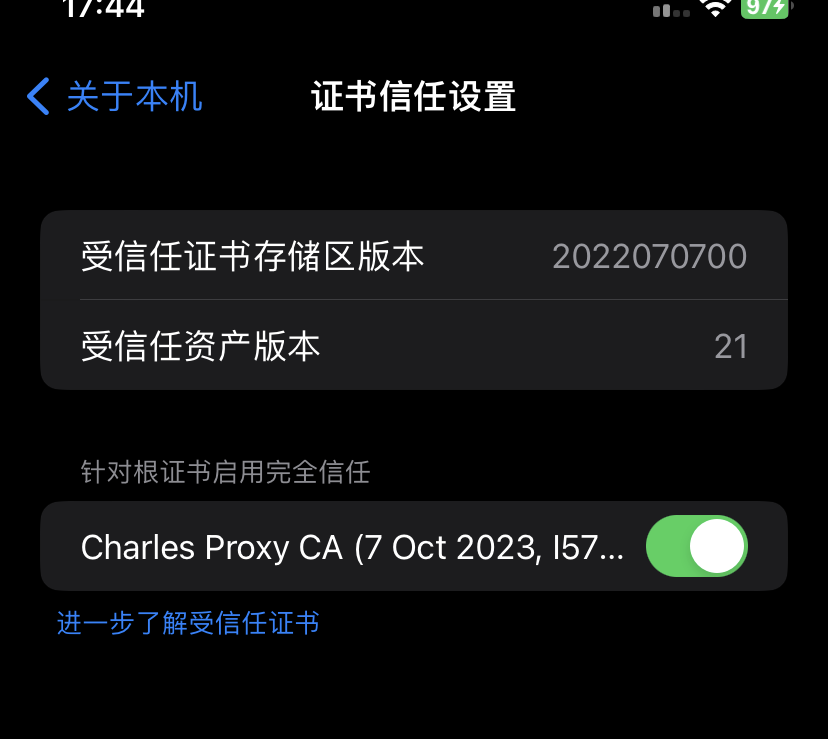 17:44
97
关于本机
证书信任设置
受信任证书存储区版本 2022070700
受信任资产版本 21
针对根证书启用完全信任
Charles Proxy CA (7 Oct 2023, I57...
进一步了解受信任证书